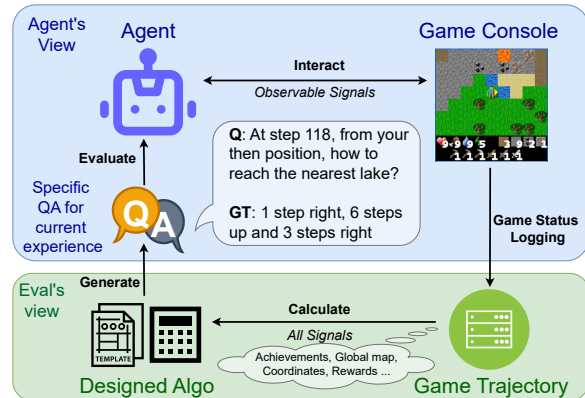 Agent's
View
Agent
Game Console
Interact
Observable Signals
Q: At step 118, from your
then position, how to
reach the nearest lake?
GT: 1 step right, 6 steps
up and 3 steps right
Evaluate
Specific
QA for
current
experience
Q
A
Game Status
Logging
Generate
Eval's
view
Calculate
All Signals
Achievements, Global map,
Coordinates, Rewards ...
TEMPLATE
Designed Algo
Game Trajectory